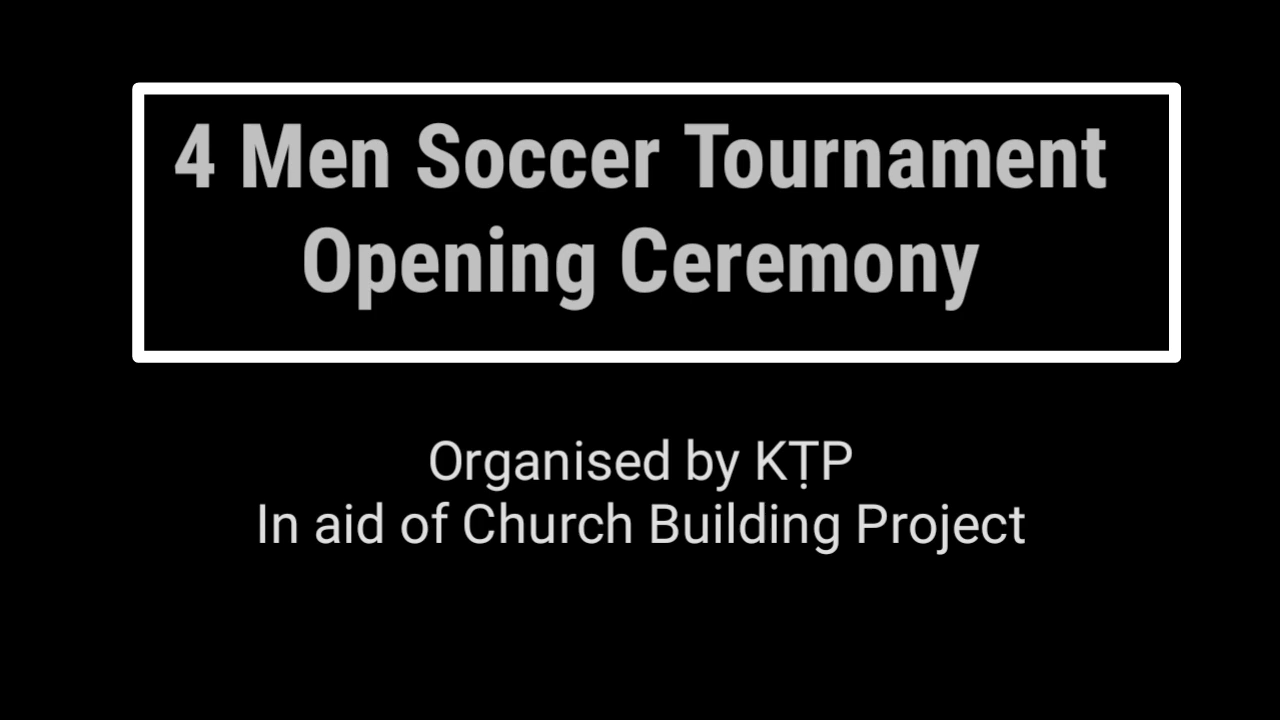 4 Men Soccer Tournament
Opening Ceremony
Organised by KṬP
In aid of Church Building Project